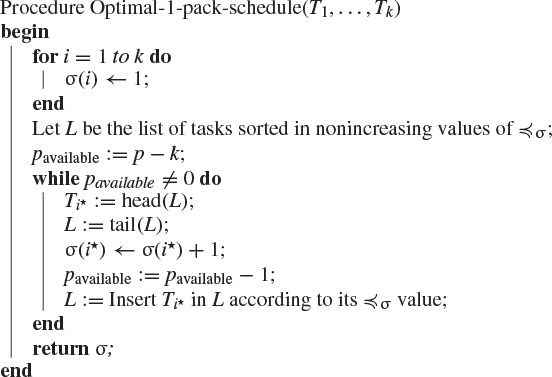 Procedure Optimal-1-pack-schedule(T₁, . . . , Tₖ)
begin
for i = 1 to k do
σ(i) ← 1;
end
Let L be the list of tasks sorted in nonincreasing values of ≼σ;
pavailable := p − k;
while pavailable ≠ 0 do
Ti⋆ := head(L);
L := tail(L);
σ(i⋆) ← σ(i⋆) + 1;
pavailable := pavailable − 1;
L := Insert Ti⋆ in L according to its ≼σ value;
end
return σ;
end